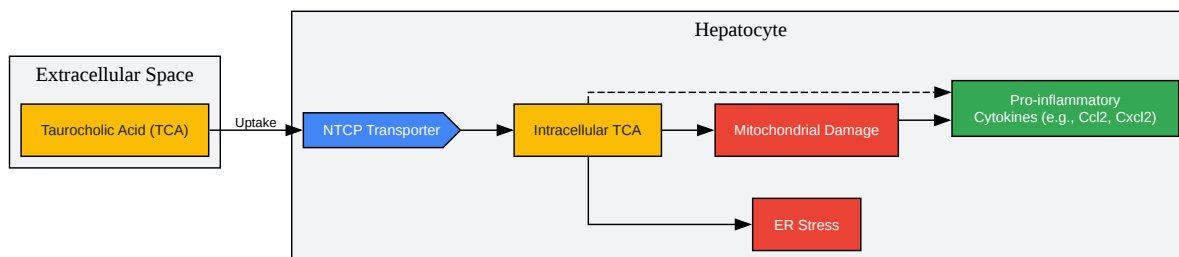 Hepatocyte
Extracellular Space
Taurocholic Acid (TCA)
Uptake
NTCP Transporter
Intracellular TCA
Mitochondrial Damage
Pro-inflammatory
Cytokines (e.g., Ccl2, Cxcl2)
ER Stress